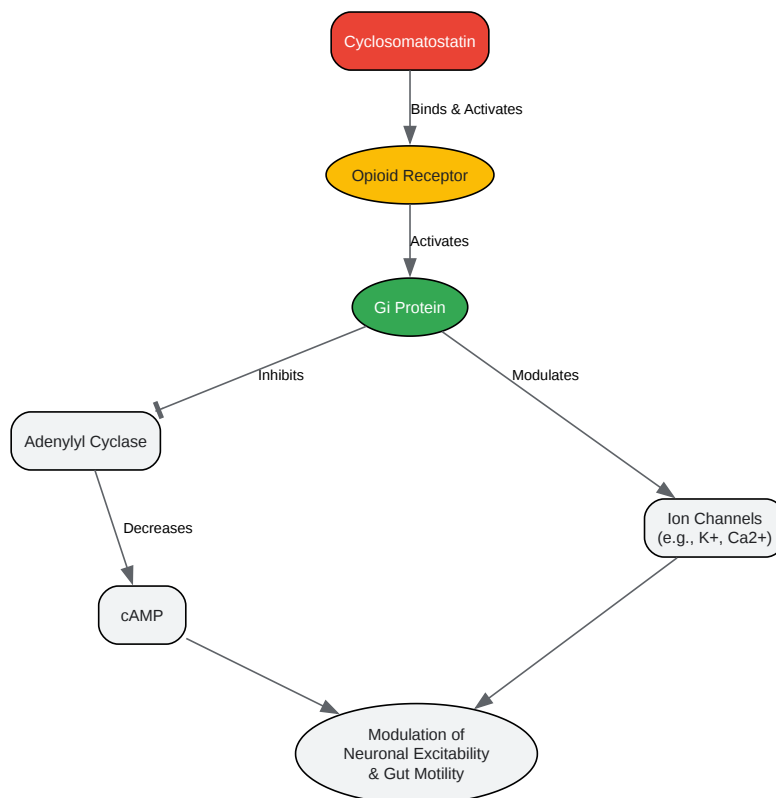 Cyclosomatostatin
Binds & Activates
Opioid Receptor
Activates
Gi Protein
Inhibits
Modulates
Adenylyl Cyclase
Ion Channels
(e.g., K+, Ca2+)
Decreases
cAMP
Modulation of
Neuronal Excitability
& Gut Motility